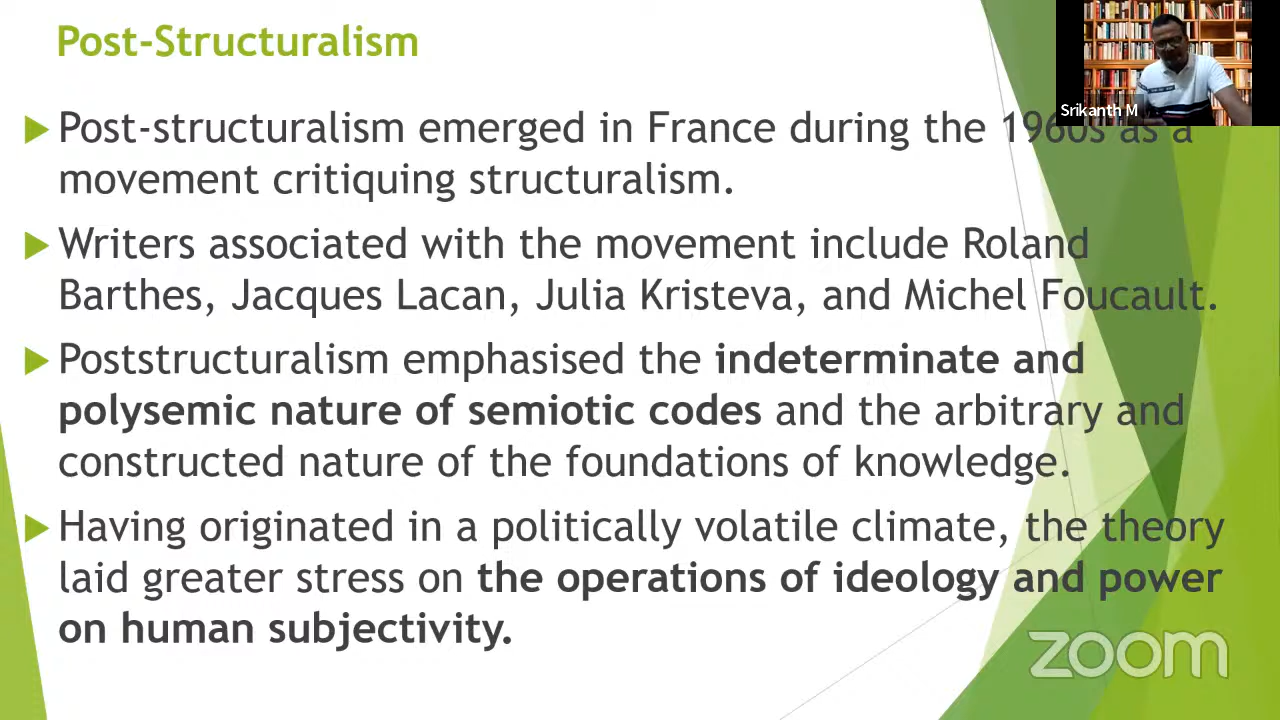 Post-Structuralism
Srikanth M
Post-structuralism emerged in France during the 1960s as a
movement critiquing structuralism.
Writers associated with the movement include Roland
Barthes, Jacques Lacan, Julia Kristeva, and Michel Foucault.
Poststructuralism emphasised the indeterminate and
polysemic nature of semiotic codes and the arbitrary and
constructed nature of the foundations of knowledge.
Having originated in a politically volatile climate, the theory
laid greater stress on the operations of ideology and power
on human subjectivity.
zoom